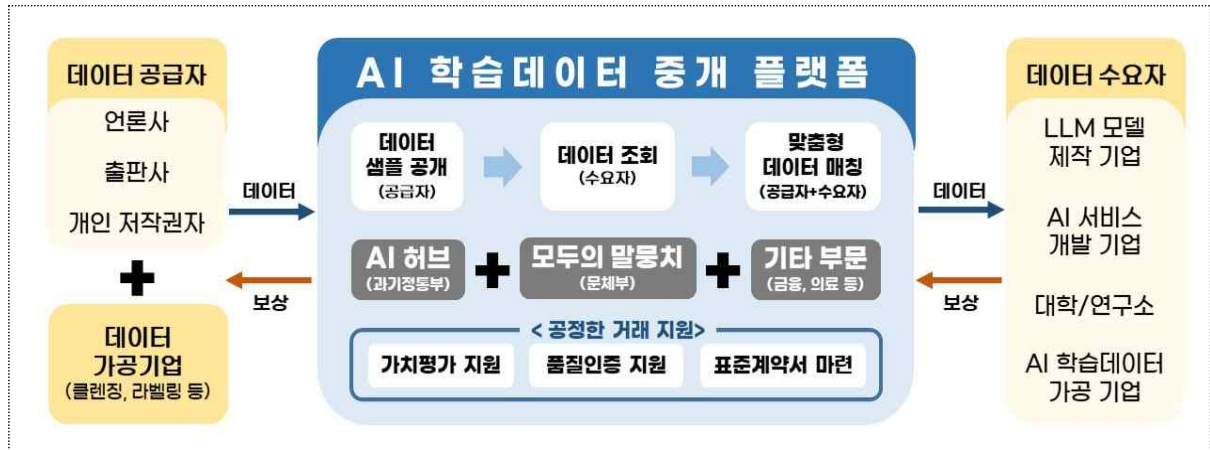 데이터 공급자
언론사
출판사
개인 저작권자
+
데이터
가공기업
(클렌징, 라벨링 등)
데이터
보상
AI 학습데이터 중개 플랫폼
데이터
샘플 공개
(공급자)
데이터 조회
(수요자)
맞춤형
데이터 매칭
(공급자+수요자)
AI 허브
(과기정통부)
+
모두의 말뭉치
(문체부)
+
기타 부문
(금융, 의료 등)
< 공정한 거래 지원>
가치평가 지원
품질인증 지원
표준계약서 마련
데이터
보상
데이터 수요자
LLM 모델
제작 기업
AI 서비스
개발 기업
대학/연구소
AI 학습데이터
가공 기업